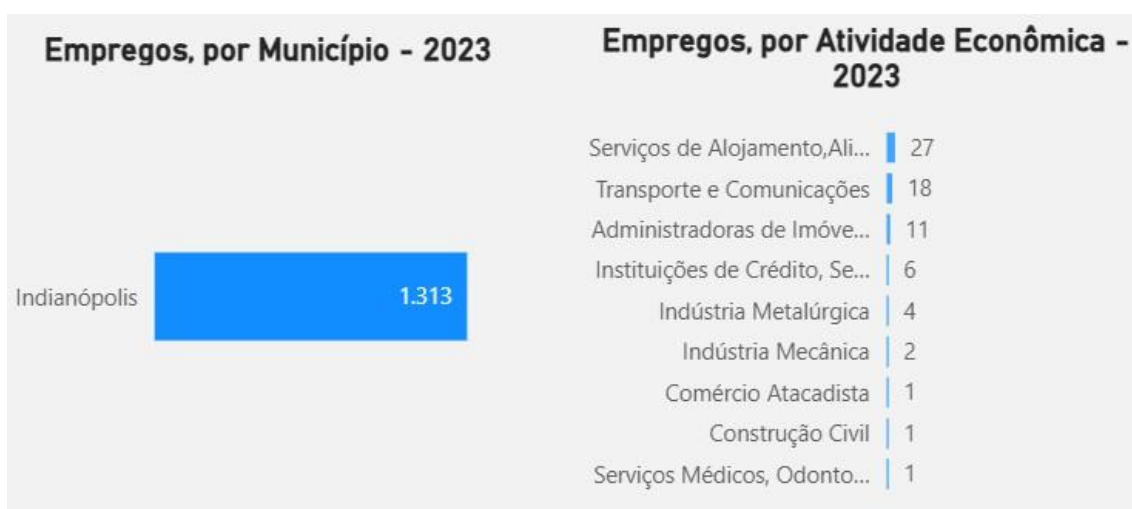 Empregos, por Município - 2023
Indianópolis
1.313
Empregos, por Atividade Econômica -
2023
Serviços de Alojamento,Ali... 27
Transporte e Comunicações 18
Administradoras de Imóve... 11
Instituições de Crédito, Se... 6
Indústria Metalúrgica 4
Indústria Mecânica 2
Comércio Atacadista 1
Construção Civil 1
Serviços Médicos, Odonto... 1